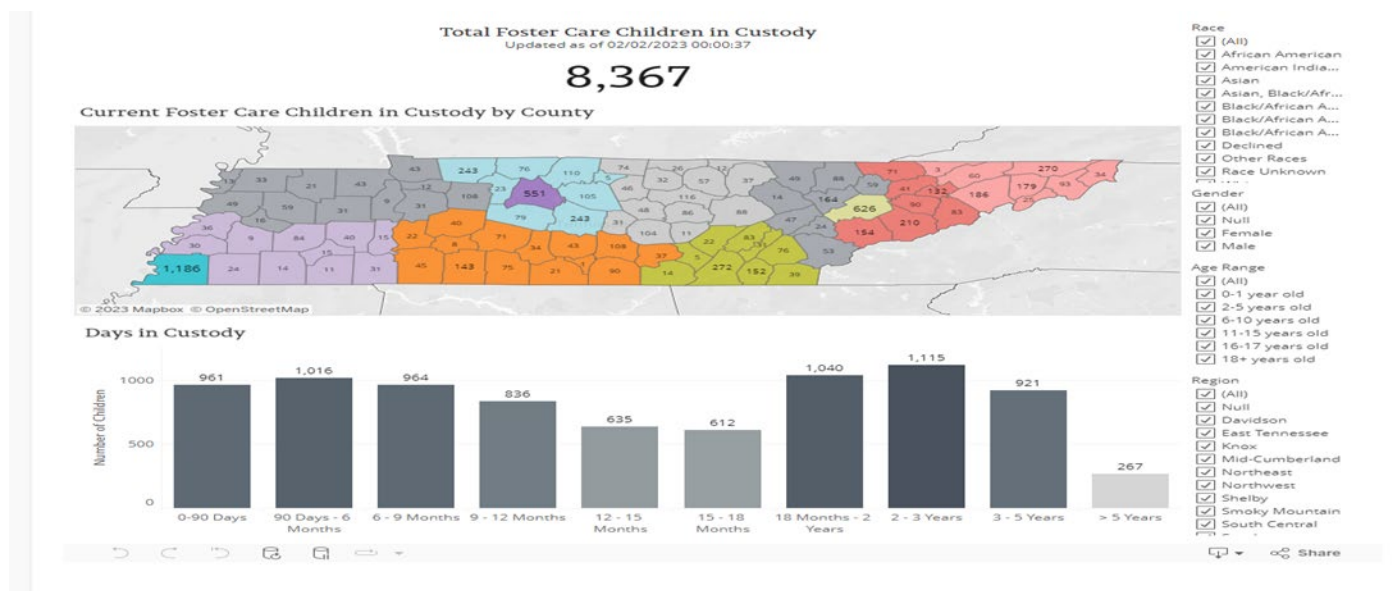 Total Foster Care Children in Custody
Updated as of 02/02/2023 00:00:37
8,367
Current Foster Care Children in Custody by County
243
76
110
5
74
26
12
32
57
37
46
116
48
86
88
31
104
11
43
33
21
43
12
49
59
31
9
31
108
16
23
551
105
79
243
36
30
9
84
40
15
15
1,186
24
14
11
31
22
40
8
71
34
43
108
37
45
143
75
21
1
90
22
83
76
5
14
272
152
39
49
88
59
14
164
47
24
53
626
71
3
41
132
90
83
210
154
60
270
186
179
93
34
25
© 2023 Mapbox © OpenStreetMap
Days in Custody
Number of Children
1000
500
0
961
1,016
964
836
635
612
1,040
1,115
921
267
0-90 Days
90 Days - 6
Months
6 - 9 Months
9 - 12 Months
12 - 15
Months
15 - 18
Months
18 Months - 2
Years
2 - 3 Years
3 - 5 Years
> 5 Years
Race
(All)
African American
American India...
Asian
Asian, Black/Afr...
Black/African A...
Black/African A...
Black/African A...
Declined
Other Races
Race Unknown
Gender
(All)
Null
Female
Male
Age Range
(All)
0-1 year old
2-5 years old
6-10 years old
11-15 years old
16-17 years old
18+ years old
Region
(All)
Null
Davidson
East Tennessee
Knox
Mid-Cumberland
Northeast
Northwest
Shelby
Smoky Mountain
South Central
Share